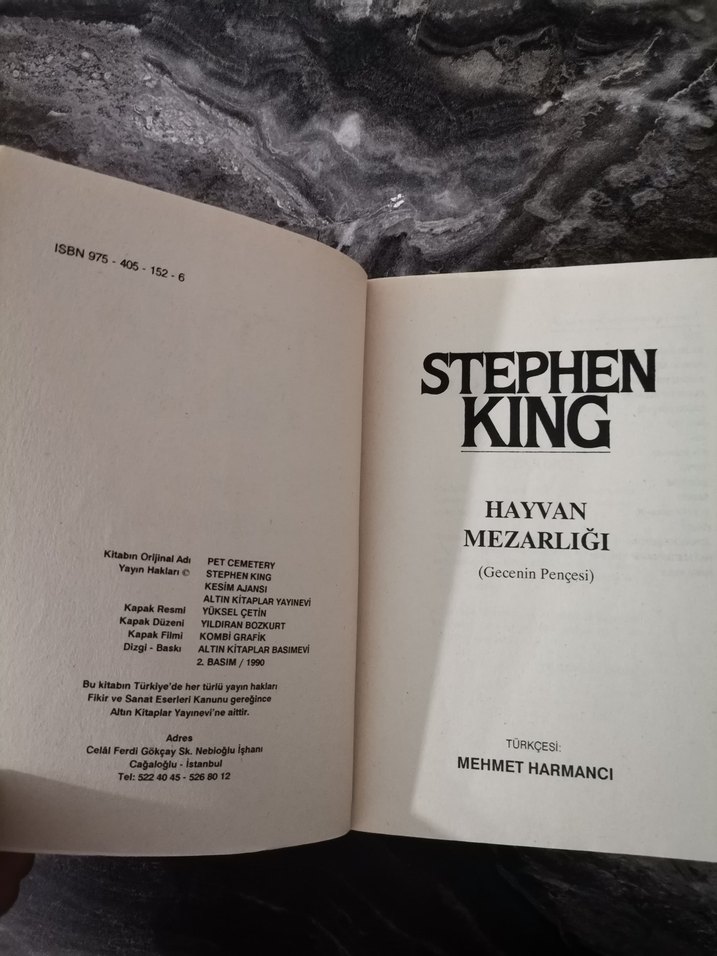 ISBN 975 - 405 - 152 - 6
Kitabın Orijinal Adı PET CEMETERY
Yayın Hakları © STEPHEN KING
KESİM AJANSI
ALTIN KİTAPLAR YAYINEVİ
Kapak Resmi YÜKSEL ÇETİN
Kapak Düzeni YILDIRAN BOZKURT
Kapak Filmi KOMBİ GRAFİK
Dizgi - Baskı ALTIN KİTAPLAR BASIMEVİ
2. BASIM / 1990
Bu kitabın Türkiye'de her türlü yayın hakları
Fikir ve Sanat Eserleri Kanunu gereğince
Altın Kitaplar Yayınevi'ne aittir.
Adres
Celâl Ferdi Gökçay Sk. Nebioğlu İşhanı
Cağaloğlu - İstanbul
Tel: 522 40 45 - 526 80 12
STEPHEN
KING
HAYVAN
MEZARLIĞI
(Gecenin Pençesi)
TÜRKÇESİ:
MEHMET HARMANCI